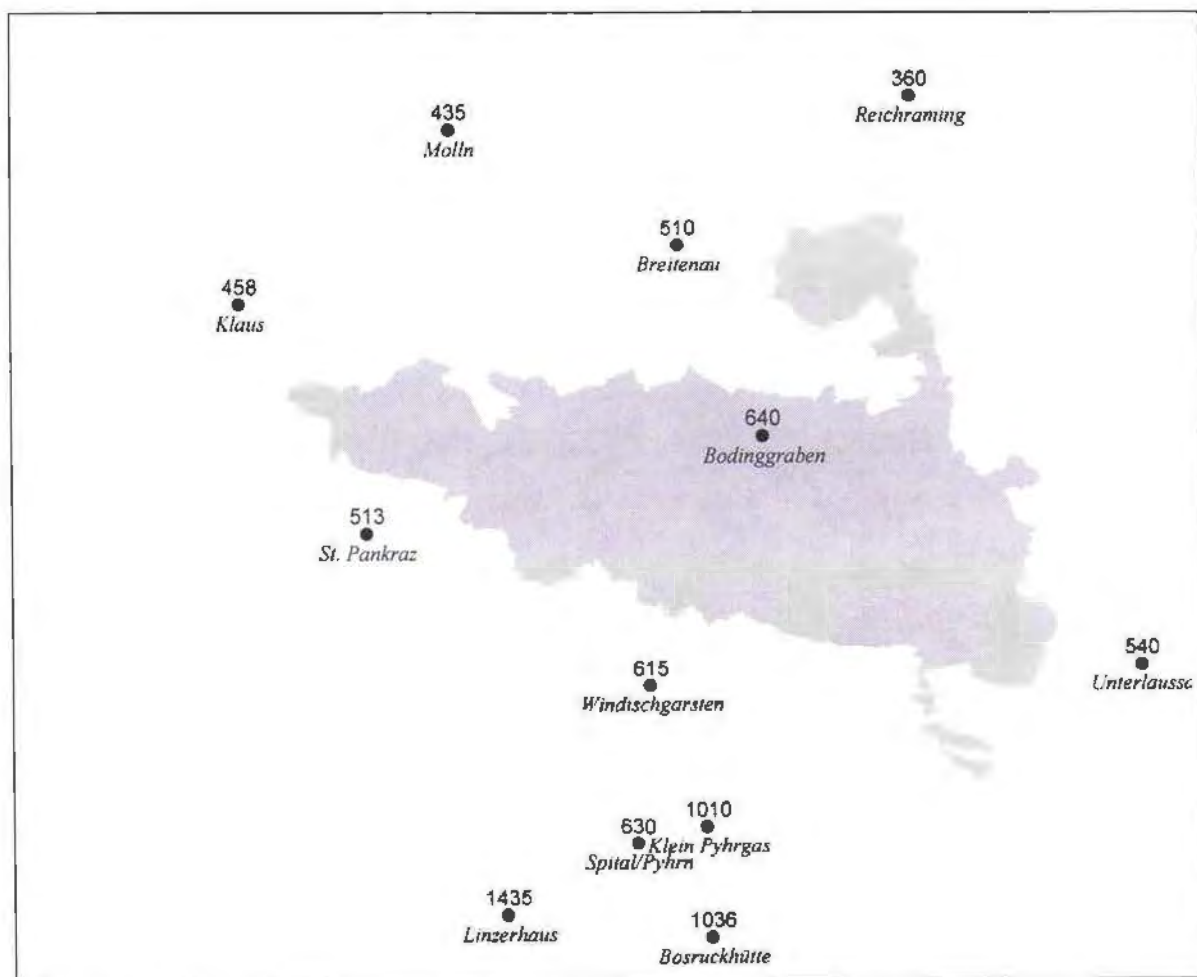 360
Reichraming
435
Molln
510
Breitenau
458
Klaus
640
Bodinggraben
513
St. Pankraz
540
Unterlaussc
615
Windischgarsten
1010
Klein Pyhrgas
630
Spital/Pyhrn
1435
Linzerhaus
1036
Bosruckhütte